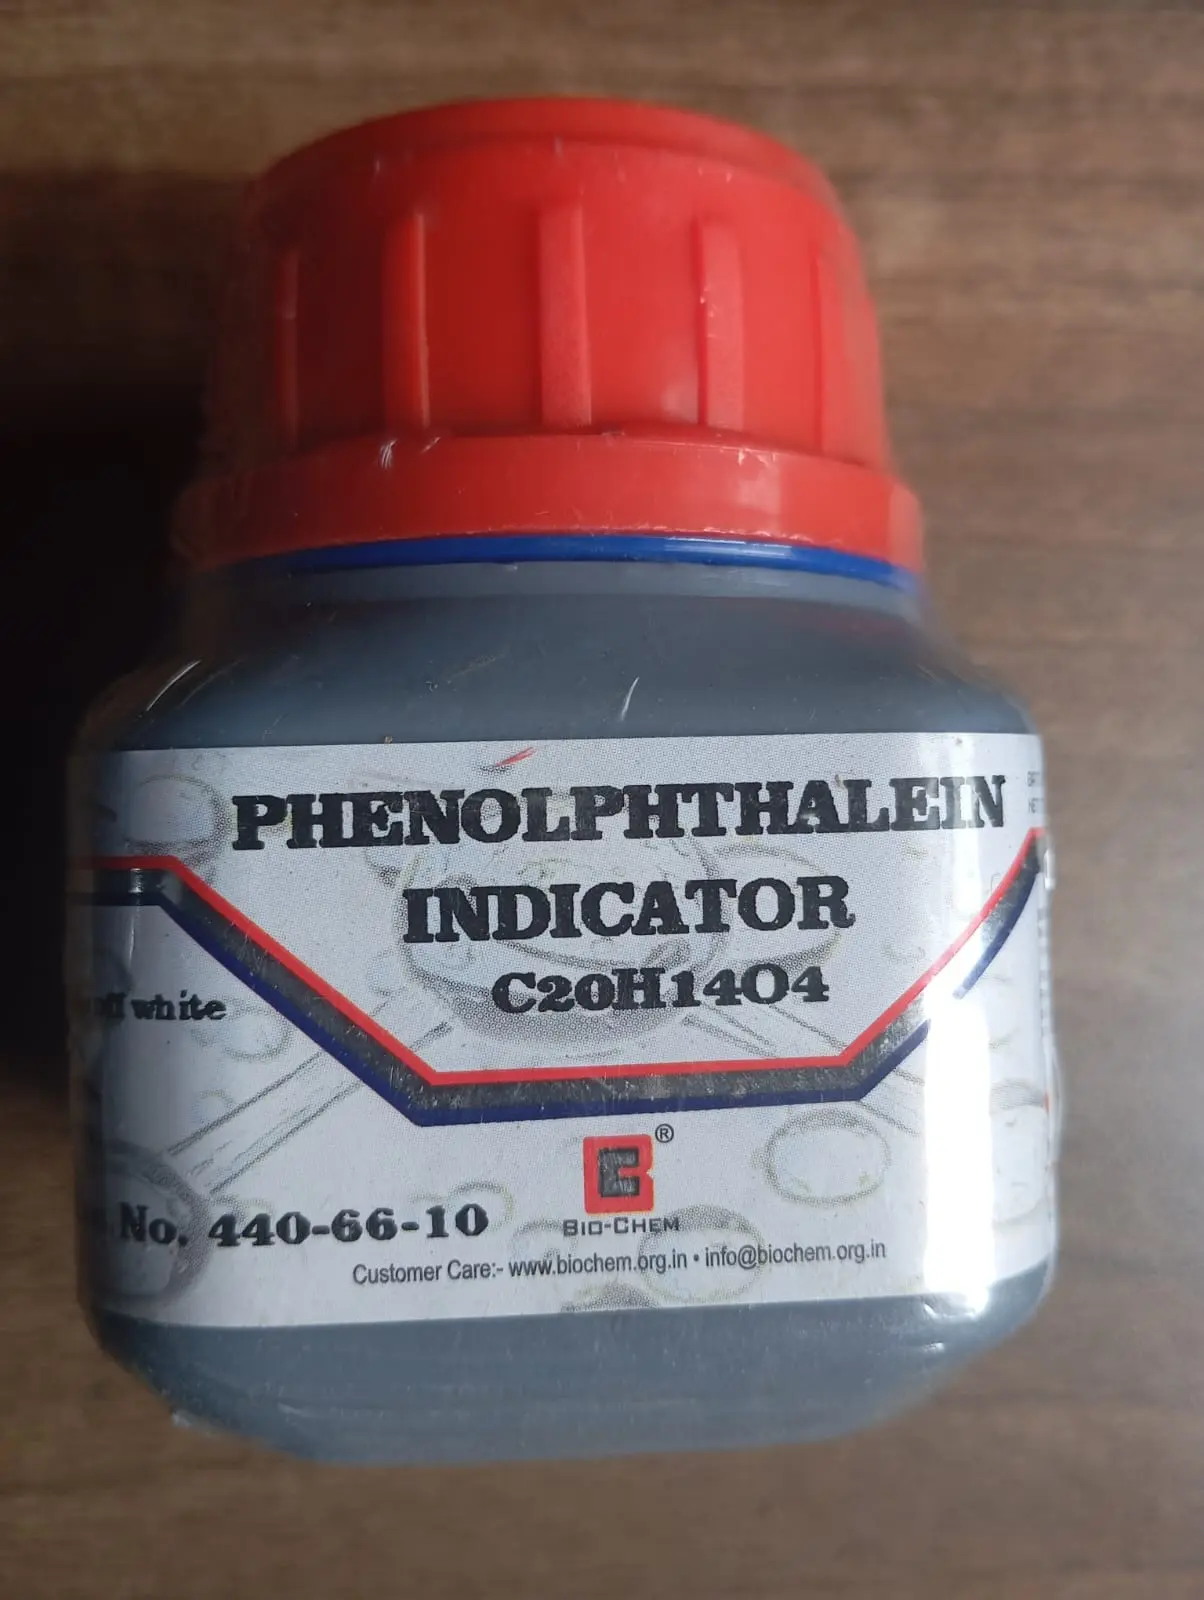 PHENOLPHTHALEIN
INDICATOR
C20H14O4
off white
No. 440-66-10
®
BIO-CHEM
Customer Care:- www.biochem.org.in • info@biochem.org.in